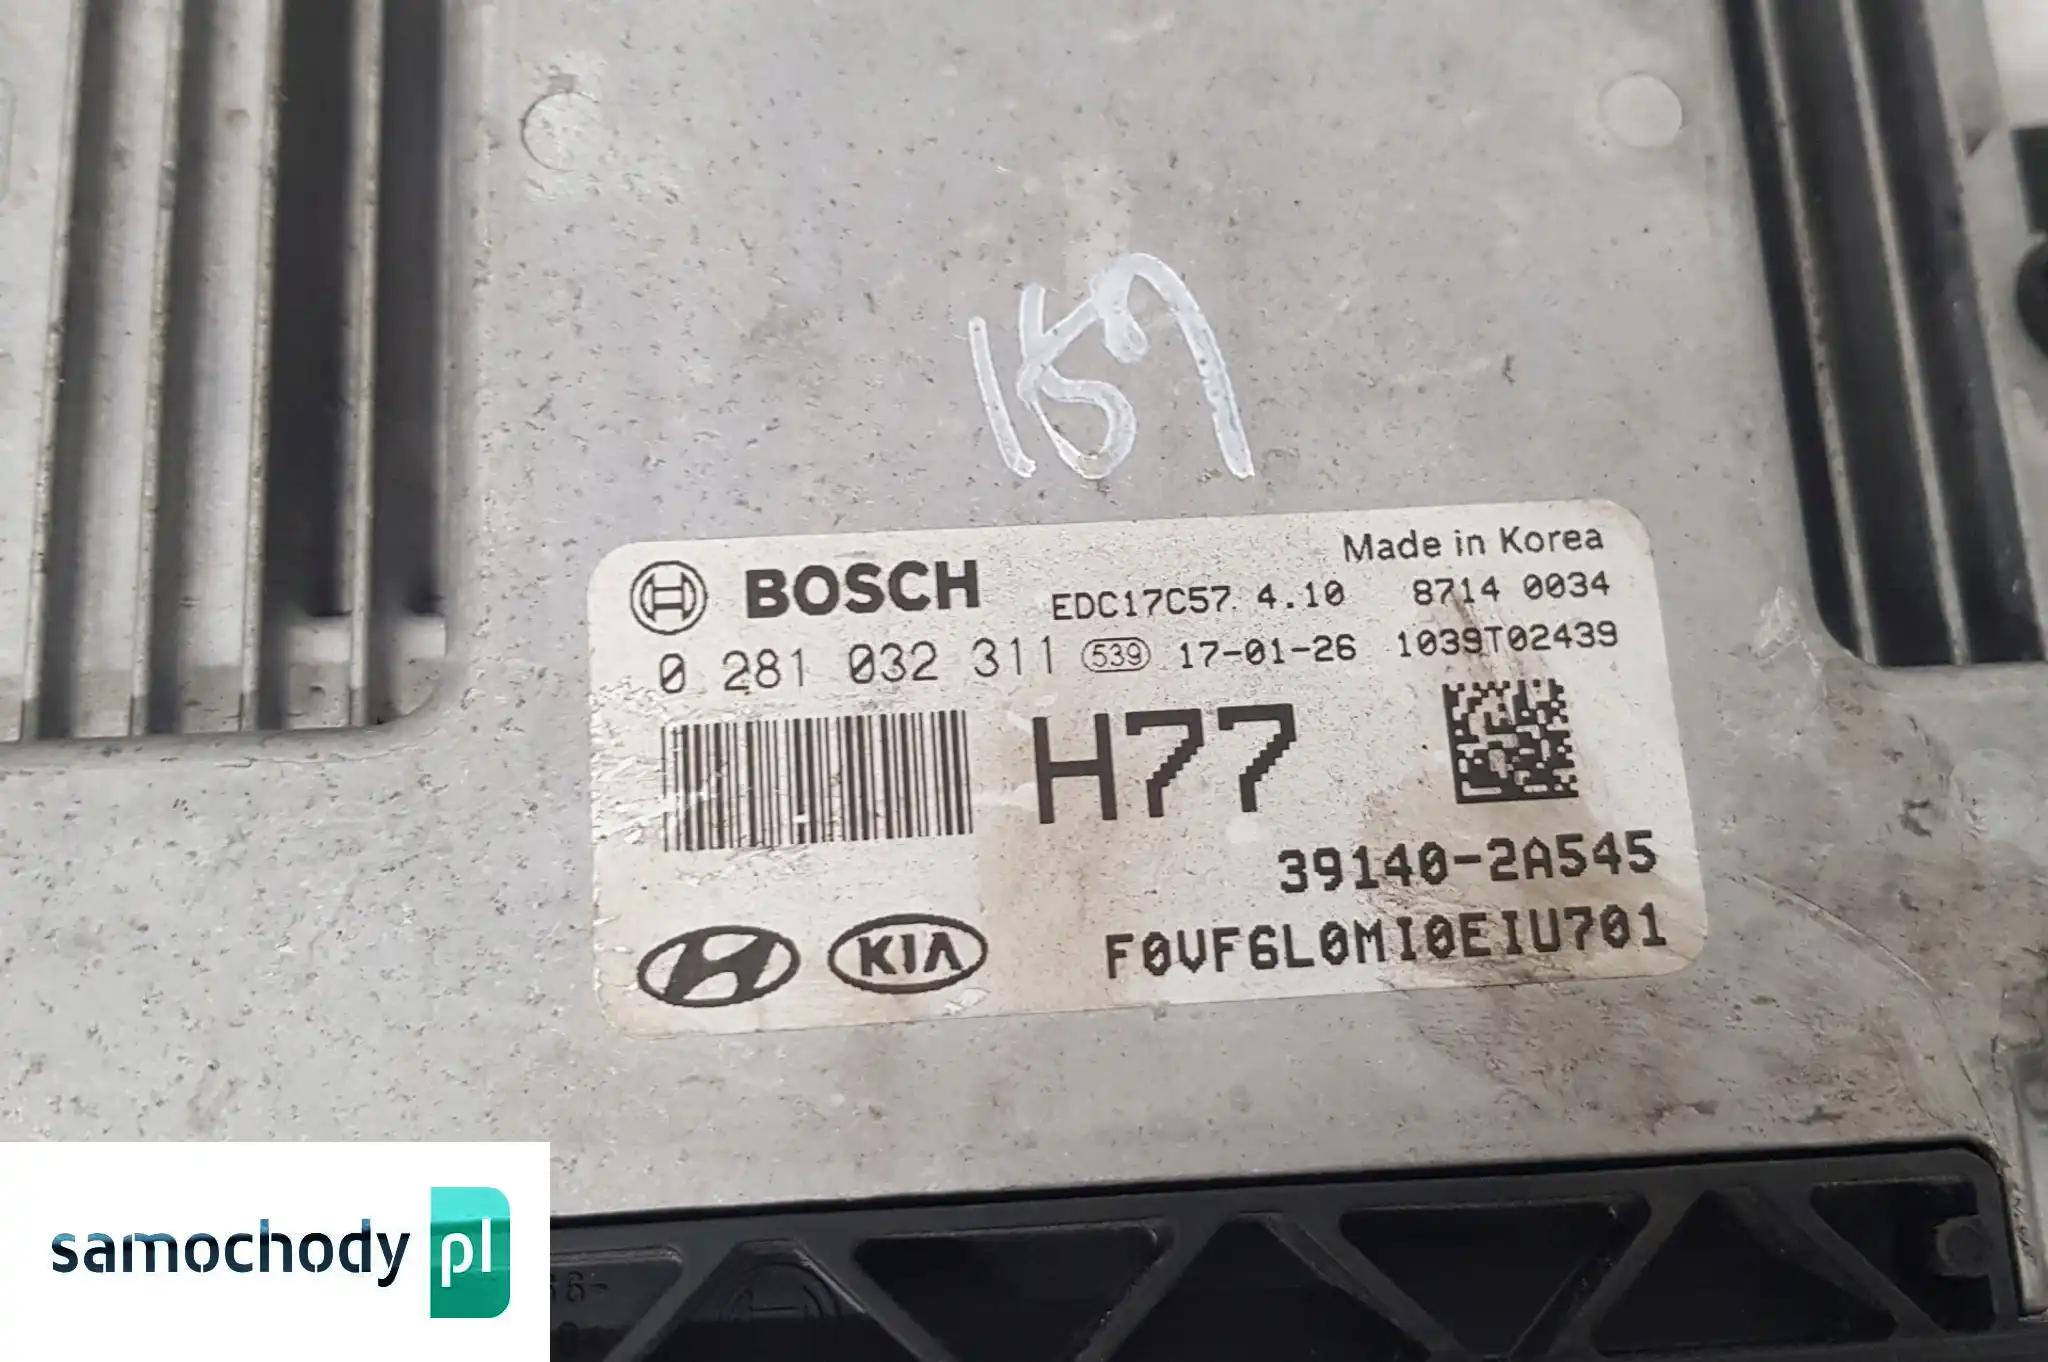 159
Made in Korea
BOSCH EDC17C57 4.10 8714 0034
0 281 032 311 539 17-01-26 1039T02439
H77
39140-2A545
KIA F0VF6L0MI0EIU701
samochody pl